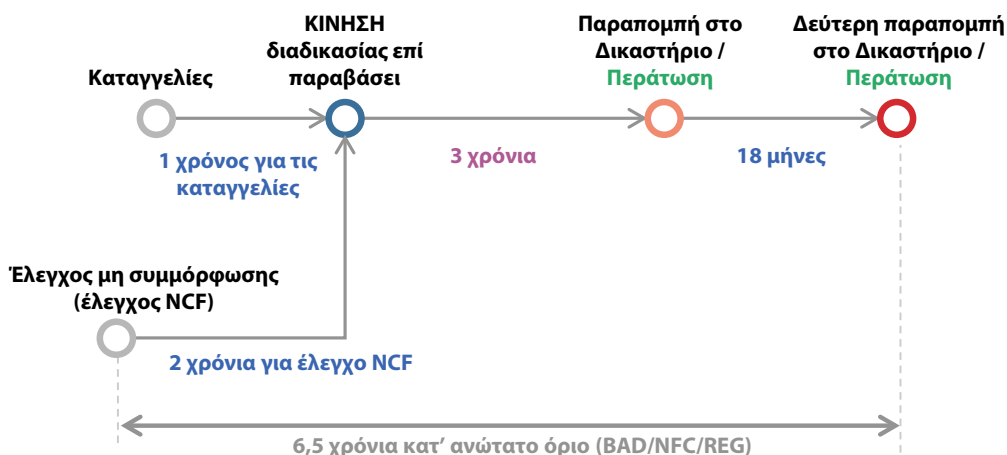 Καταγγελίες
ΚΙΝΗΣΗ
διαδικασίας επί
παραβάσει
Παραπομπή στο
Δικαστήριο /
Περάτωση
Δεύτερη παραπομπή
στο Δικαστήριο /
Περάτωση
1 χρόνος για τις
καταγγελίες
3 χρόνια
18 μήνες
Έλεγχος μη συμμόρφωσης
(έλεγχος NCF)
2 χρόνια για έλεγχο NCF
6,5 χρόνια κατ’ ανώτατο όριο (BAD/NFC/REG)